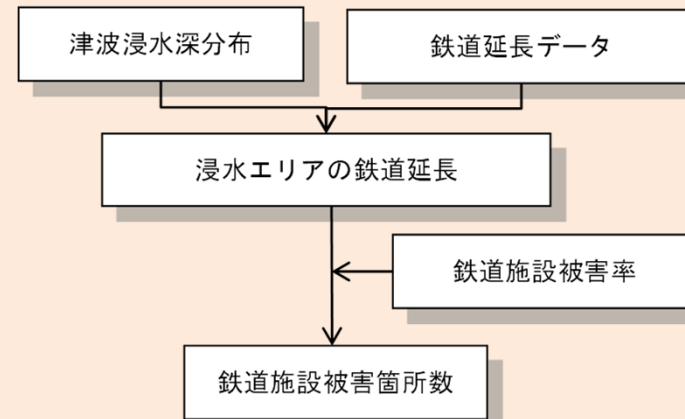 津波浸水深分布
鉄道延長データ
浸水エリアの鉄道延長
鉄道施設被害率
鉄道施設被害箇所数